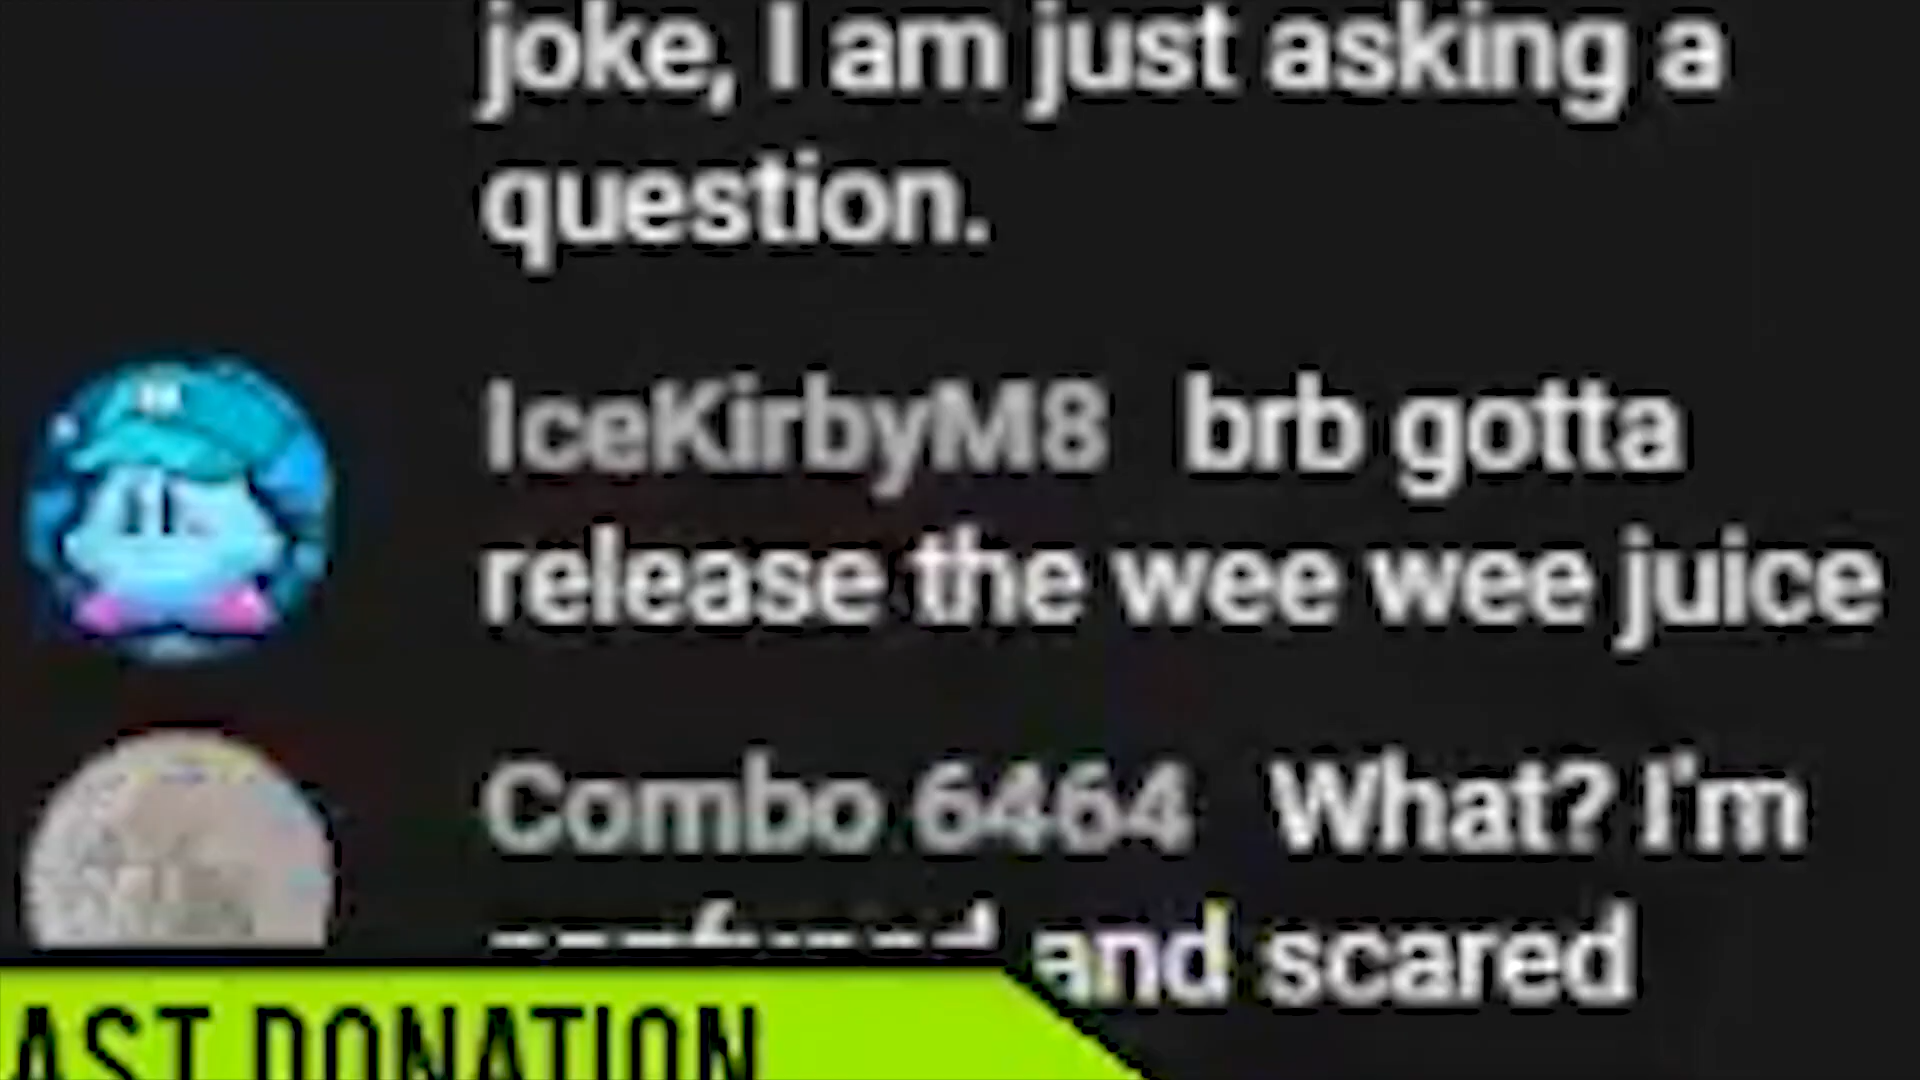 joke, I am just asking a
question.
IceKirbyM8 brb gotta
release the wee wee juice
Combo 6464 What? I'm
confused and scared
AST DONATION